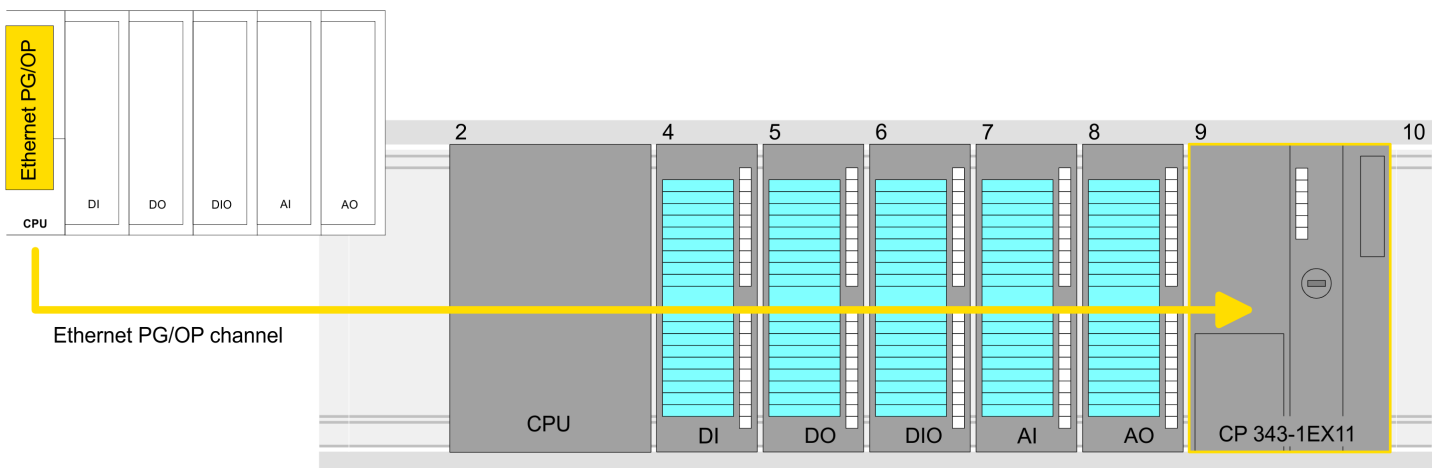 Ethernet PG/OP
CPU
DI
DO
DIO
AI
AO
Ethernet PG/OP channel
2
4
5
6
7
8
9
10
CPU
DI
DO
DIO
AI
AO
CP 343-1EX11